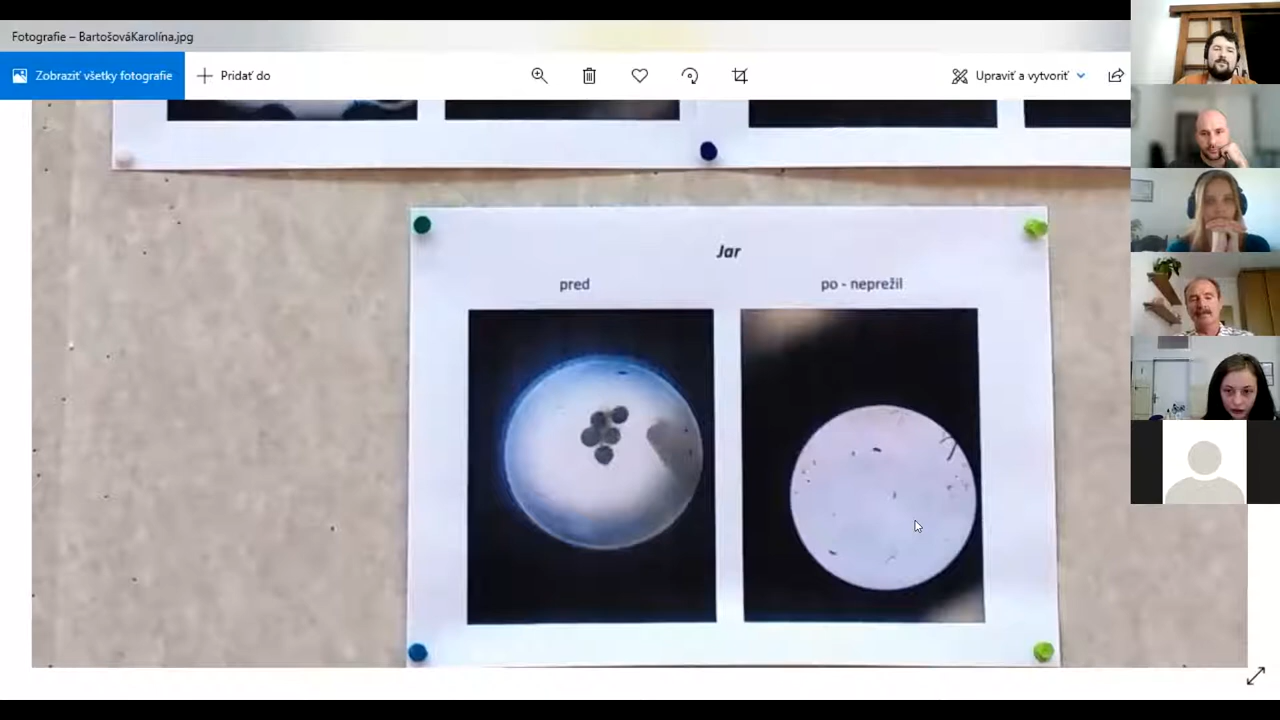 Fotografie – BartošováKarolína.jpg
Zobraziť všetky fotografie
Pridať do
Upraviť a vytvoriť
Jar
pred
po - neprežil